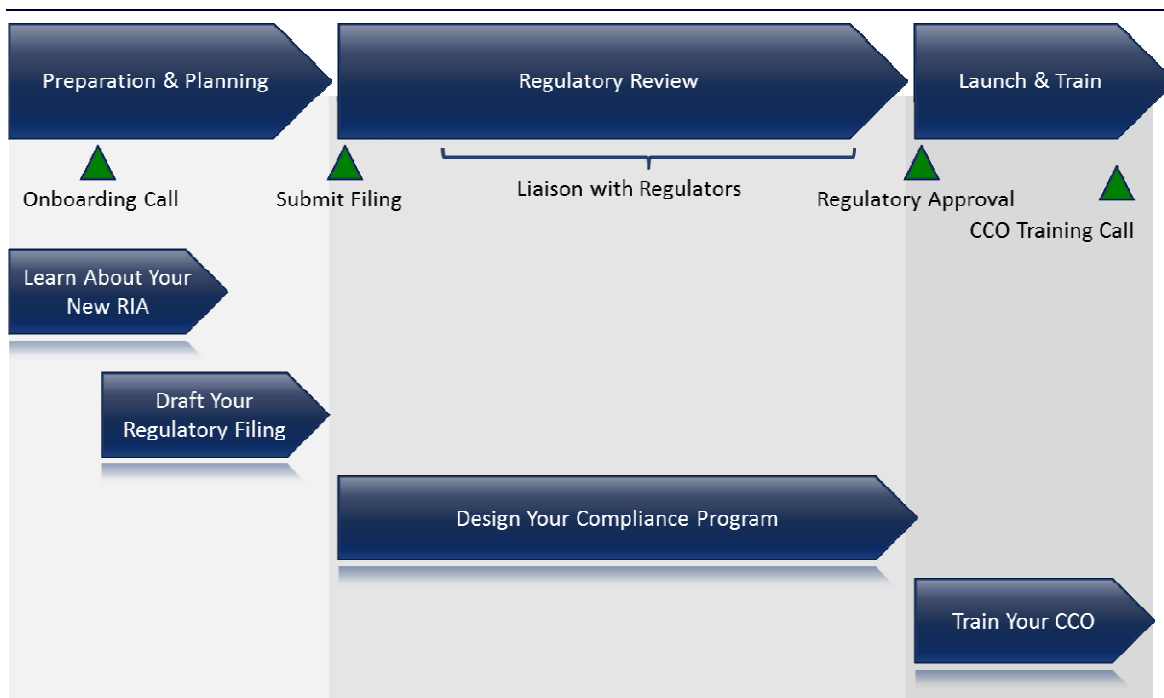 Preparation & Planning
Regulatory Review
Launch & Train
Onboarding Call
Submit Filing
Liaison with Regulators
Regulatory Approval
CCO Training Call
Learn About Your
New RIA
Draft Your
Regulatory Filing
Design Your Compliance Program
Train Your CCO